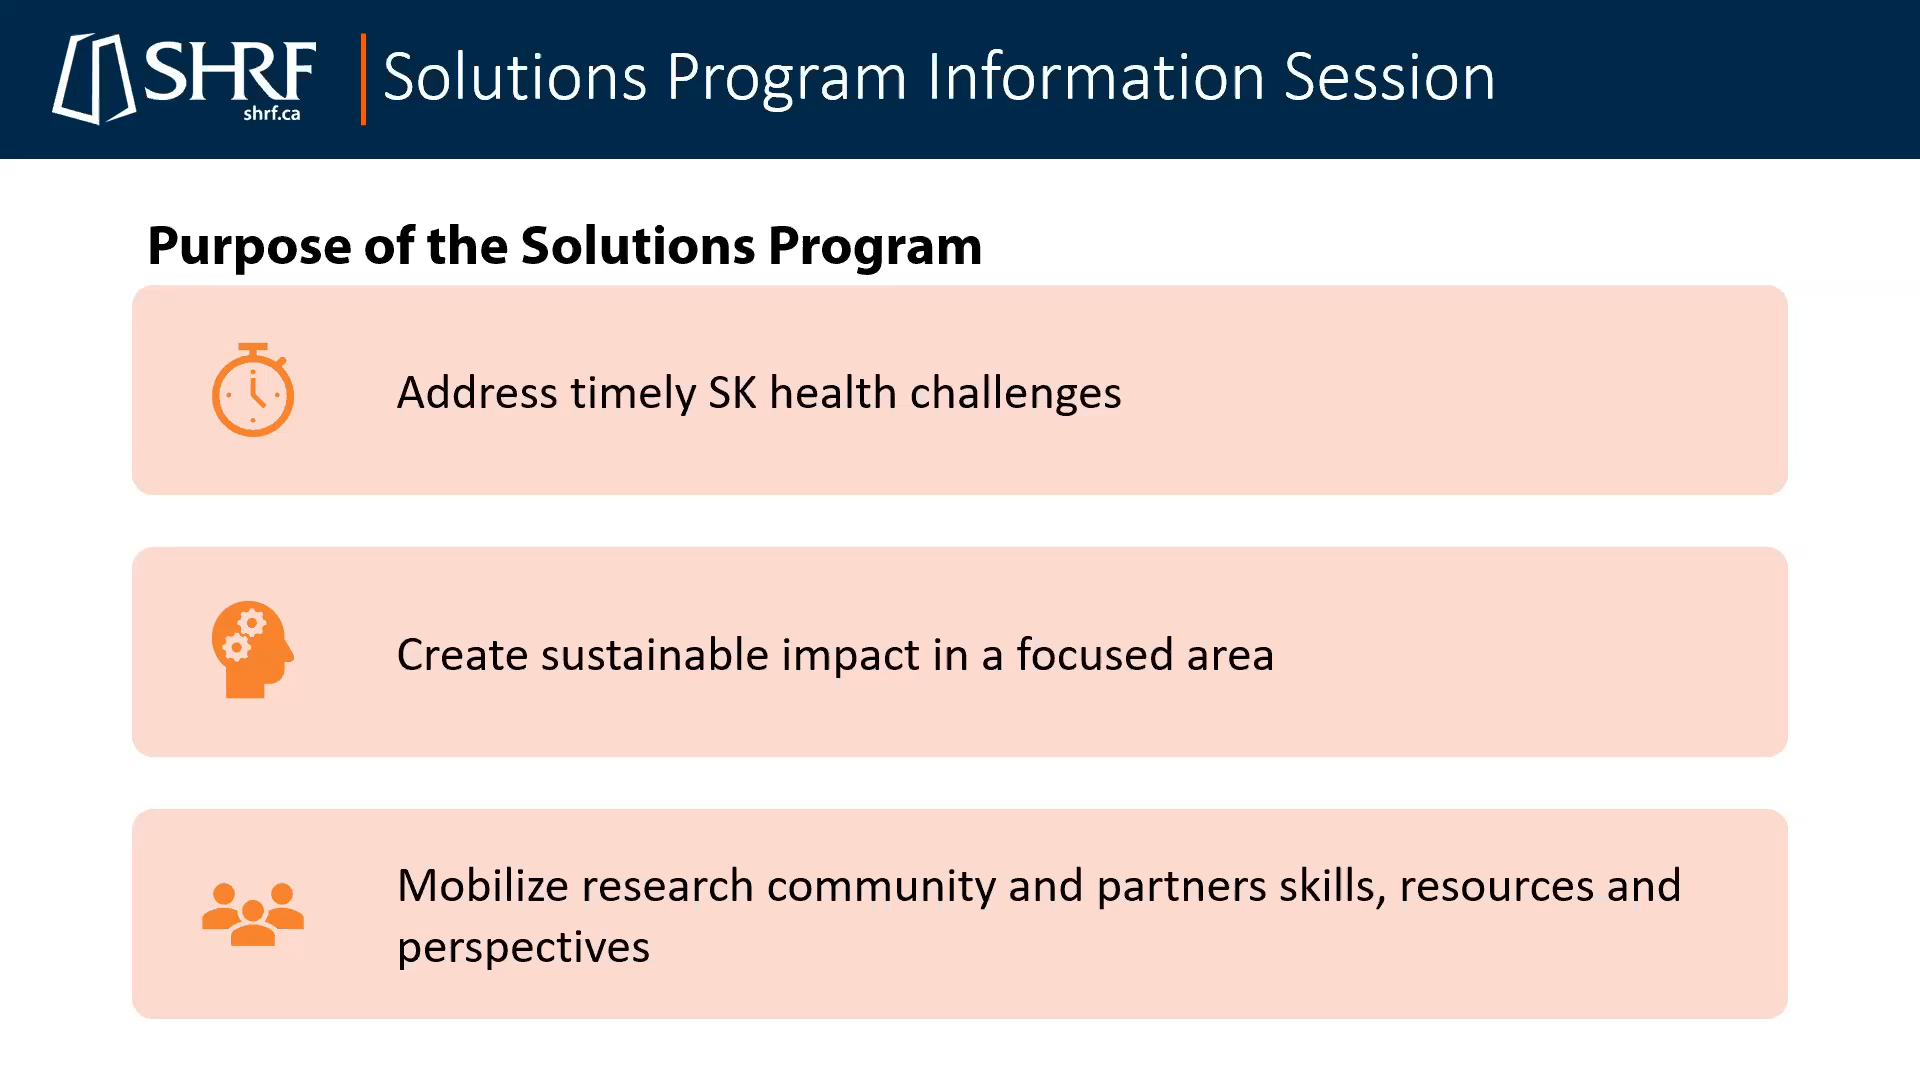 SHRF
shrf.ca
Solutions Program Information Session
Purpose of the Solutions Program
Address timely SK health challenges
Create sustainable impact in a focused area
Mobilize research community and partners skills, resources and
perspectives